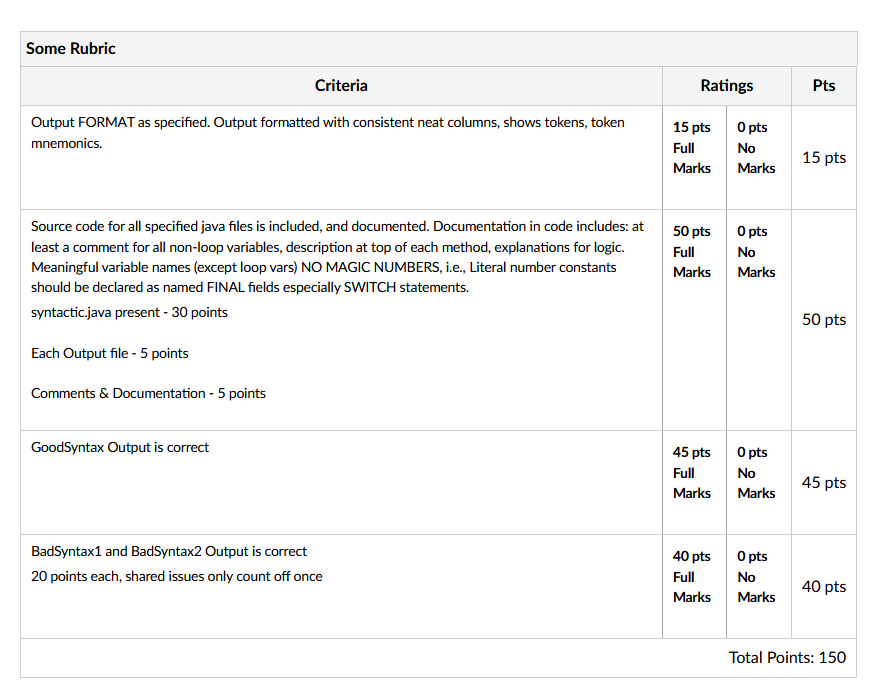 Some Rubric
Criteria
Ratings
Pts
Output FORMAT as specified. Output formatted with consistent neat columns, shows tokens, token
mnemonics.
15 pts
Full
Marks
0 pts
No
Marks
15 pts
Source code for all specified java files is included, and documented. Documentation in code includes: at
least a comment for all non-loop variables, description at top of each method, explanations for logic.
Meaningful variable names (except loop vars) NO MAGIC NUMBERS, i.e., Literal number constants
should be declared as named FINAL fields especially SWITCH statements.
syntactic.java present - 30 points
Each Output file - 5 points
Comments & Documentation - 5 points
50 pts
Full
Marks
0 pts
No
Marks
50 pts
GoodSyntax Output is correct
45 pts
Full
Marks
0 pts
No
Marks
45 pts
BadSyntax1 and BadSyntax2 Output is correct
20 points each, shared issues only count off once
40 pts
Full
Marks
0 pts
No
Marks
40 pts
Total Points: 150